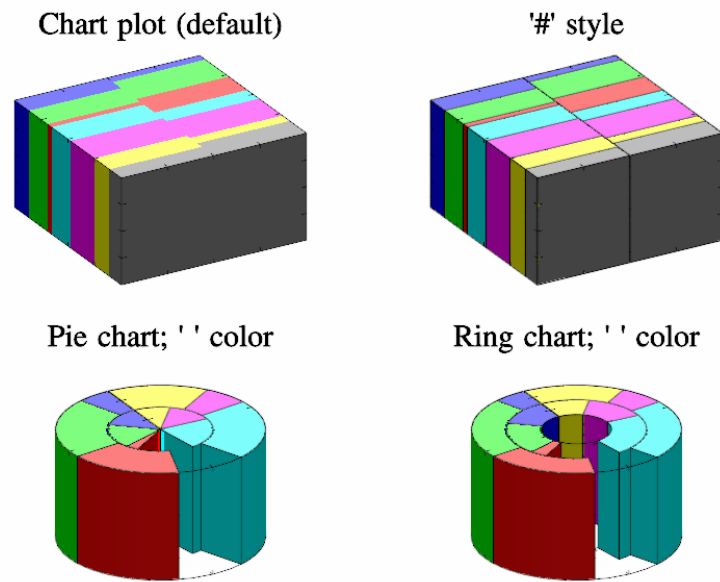 Chart plot (default)
'#' style
Pie chart; ' ' color
Ring chart; ' ' color